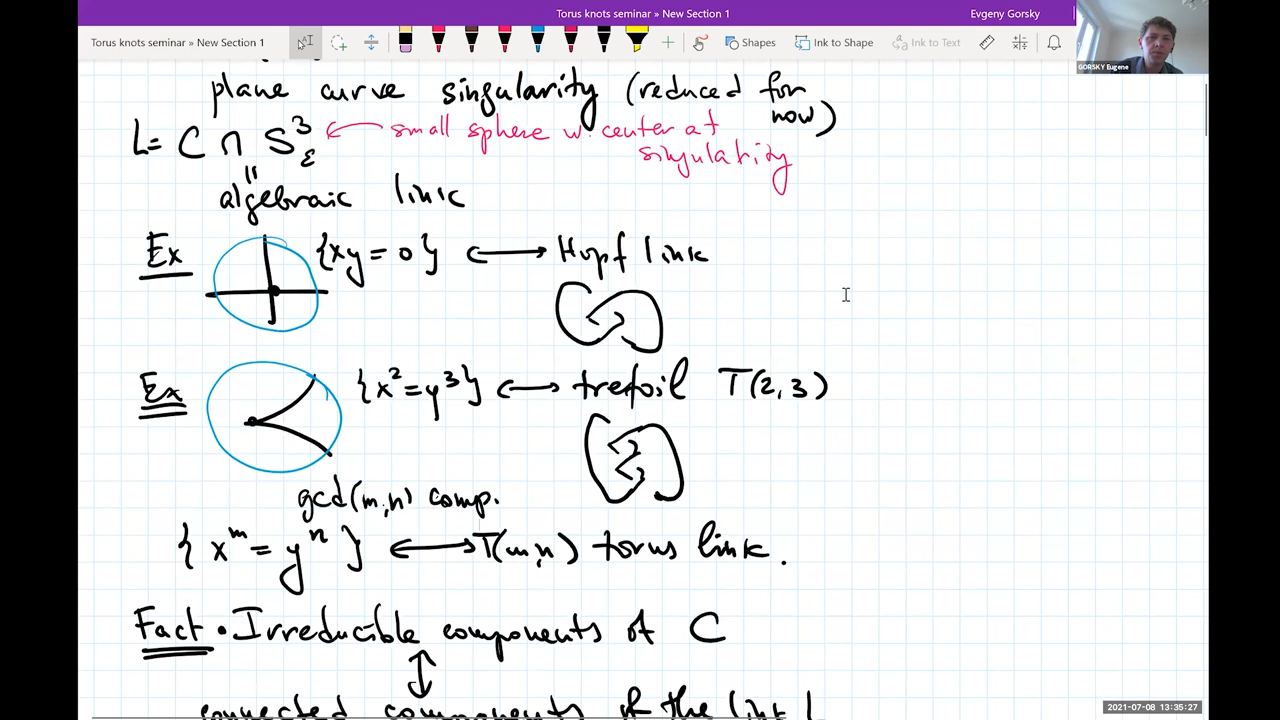 Torus knots seminar » New Section 1
Evgeny Gorsky
Torus knots seminar » New Section 1
Shapes
Ink to Shape
Ink to Text
GORSKY Eugene
plane curve singularity (reduced for now)
L = C ∩ S³_ε ← small sphere w. center at singularity
"
algebraic link
Ex {xy = 0} ↔ Hopf link
Ex {x² = y³} ↔ trefoil T(2,3)
gcd(m,n) comp.
{x^m = y^n} ↔ T(m,n) torus link.
Fact • Irreducible components of C
↕
connected components of the link L
2021-07-08 13:35:27